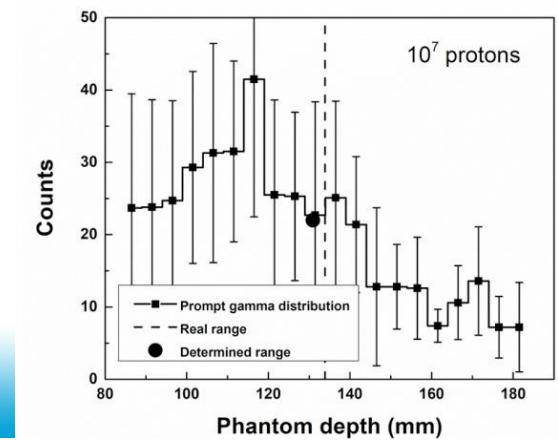 50
40
30
20
10
0
Counts
10⁷ protons
Prompt gamma distribution
Real range
Determined range
80 100 120 140 160 180 200
Phantom depth (mm)